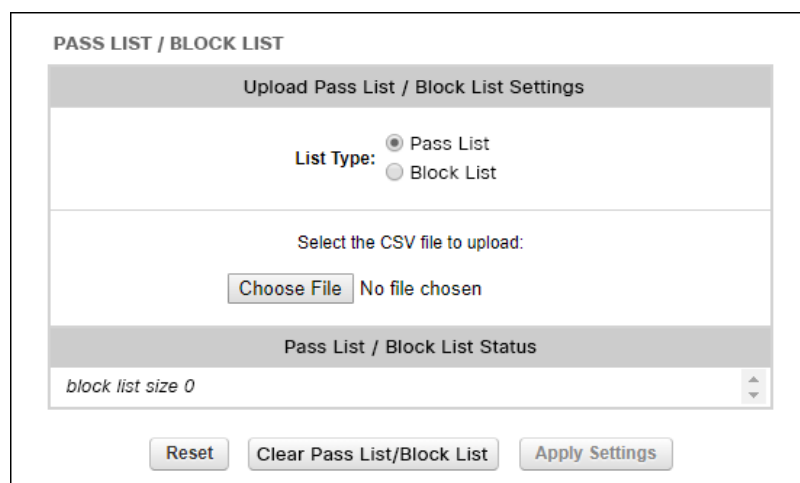 PASS LIST / BLOCK LIST
Upload Pass List / Block List Settings
List Type:
Pass List
Block List
Select the CSV file to upload:
Choose File No file chosen
Pass List / Block List Status
block list size 0
Reset Clear Pass List/Block List Apply Settings